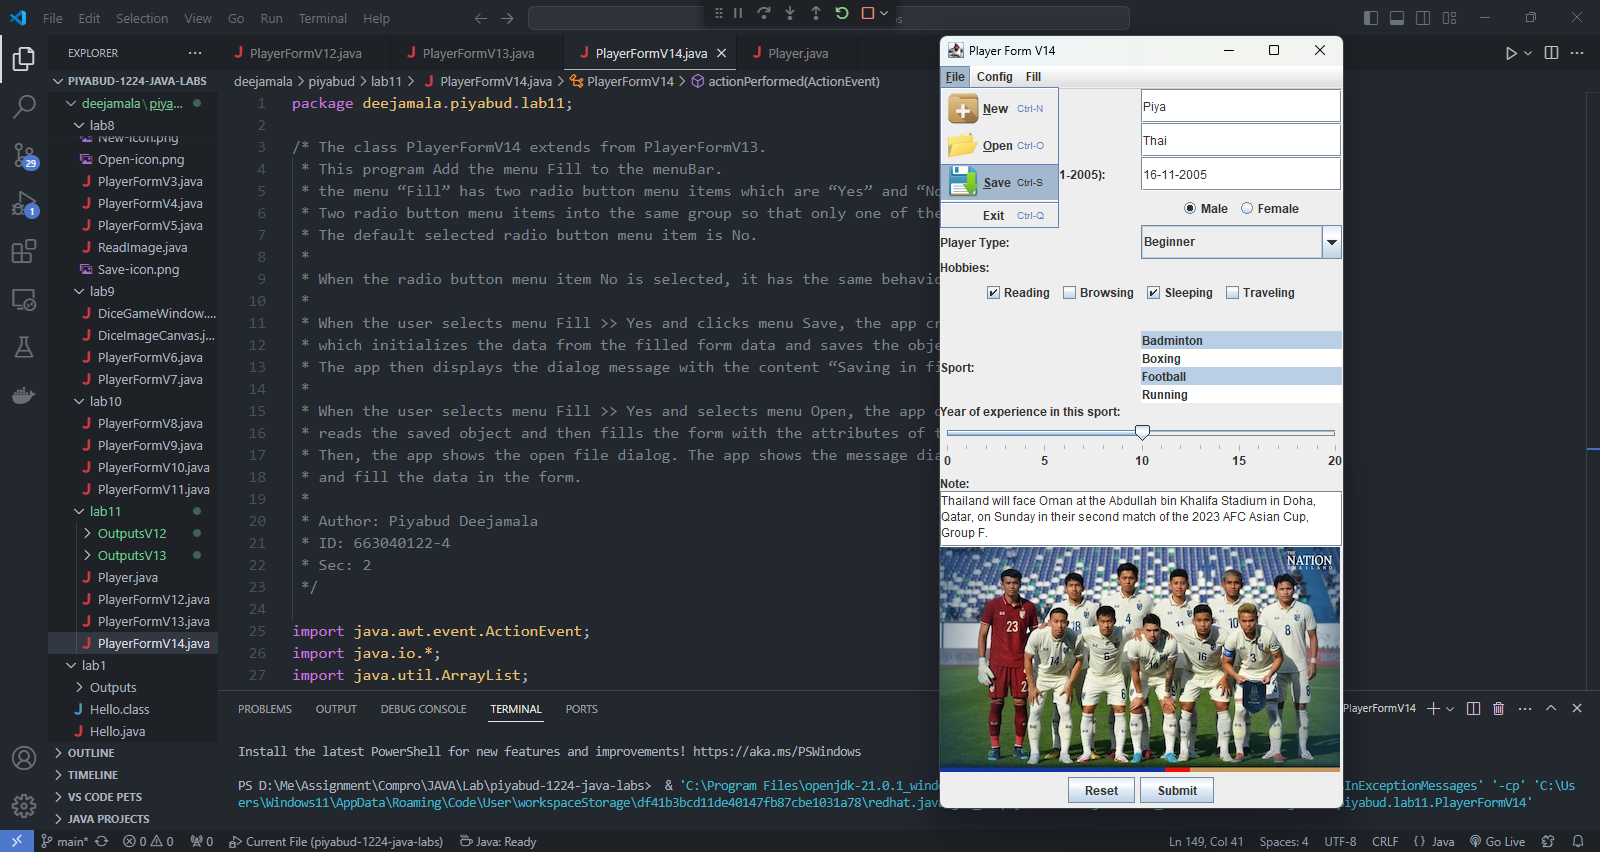 File Edit Selection View Go Run Terminal Help
EXPLORER
PIYABUD-1224-JAVA-LABS
deejamala\piya...
lab8
New-icon.png
Open-icon.png
PlayerFormV3.java
PlayerFormV4.java
PlayerFormV5.java
ReadImage.java
Save-icon.png
lab9
DiceGameWindow....
DiceImageCanvas.j...
PlayerFormV6.java
PlayerFormV7.java
lab10
PlayerFormV8.java
PlayerFormV9.java
PlayerFormV10.java
PlayerFormV11.java
lab11
OutputsV12
OutputsV13
Player.java
PlayerFormV12.java
PlayerFormV13.java
PlayerFormV14.java
lab1
Outputs
Hello.class
Hello.java
OUTLINE
TIMELINE
VS CODE PETS
JAVA PROJECTS
29
1
PlayerFormV12.java PlayerFormV13.java PlayerFormV14.java Player.java
deejamala > piyabud > lab11 > PlayerFormV14.java > PlayerFormV14 > actionPerformed(ActionEvent)
1 package deejamala.piyabud.lab11;
2
3 /* The class PlayerFormV14 extends from PlayerFormV13.
4 * This program Add the menu Fill to the menuBar.
5 * the menu “Fill” has two radio button menu items which are “Yes” and “No
6 * Two radio button menu items into the same group so that only one of the
7 * The default selected radio button menu item is No.
8 *
9 * When the radio button menu item No is selected, it has the same behavio
10 *
11 * When the user selects menu Fill >> Yes and clicks menu Save, the app cr
12 * which initializes the data from the filled form data and saves the obje
13 * The app then displays the dialog message with the content “Saving in fi
14 *
15 * When the user selects menu Fill >> Yes and selects menu Open, the app
16 * reads the saved object and then fills the form with the attributes of t
17 * Then, the app shows the open file dialog. The app shows the message dia
18 * and fill the data in the form.
19 *
20 * Author: Piyabud Deejamala
21 * ID: 663040122-4
22 * Sec: 2
23 */
24
25 import java.awt.event.ActionEvent;
26 import java.io.*;
27 import java.util.ArrayList;
PROBLEMS OUTPUT DEBUG CONSOLE TERMINAL PORTS
PlayerFormV14
Install the latest PowerShell for new features and improvements! https://aka.ms/PSWindows
PS D:\Me\Assignment\Compro\JAVA\Lab\piyabud-1224-java-labs> & 'C:\Program Files\openjdk-21.0.1_wind InExceptionMessages' '-cp' 'C:\Us
ers\Windows11\AppData\Roaming\Code\User\workspaceStorage\df41b3bcd11de40147fb87cbe1031a78\redhat.jav piyabud.lab11.PlayerFormV14'
main* 0 0 0 Current File (piyabud-1224-java-labs) Java: Ready
Ln 149, Col 41 Spaces: 4 UTF-8 CRLF {} Java Go Live
Player Form V14
File Config Fill
New Ctrl-N
Open Ctrl-O
Save Ctrl-S
Exit Ctrl-Q
Piya
Thai
1-2005): 16-11-2005
Male Female
Player Type: Beginner
Hobbies:
Reading Browsing Sleeping Traveling
Sport:
Badminton
Boxing
Football
Running
Year of experience in this sport:
0 5 10 15 20
Note:
Thailand will face Oman at the Abdullah bin Khalifa Stadium in Doha,
Qatar, on Sunday in their second match of the 2023 AFC Asian Cup,
Group F.
THE
NATION
THAILAND
23
18
10
8
14
6
16
3
Reset Submit